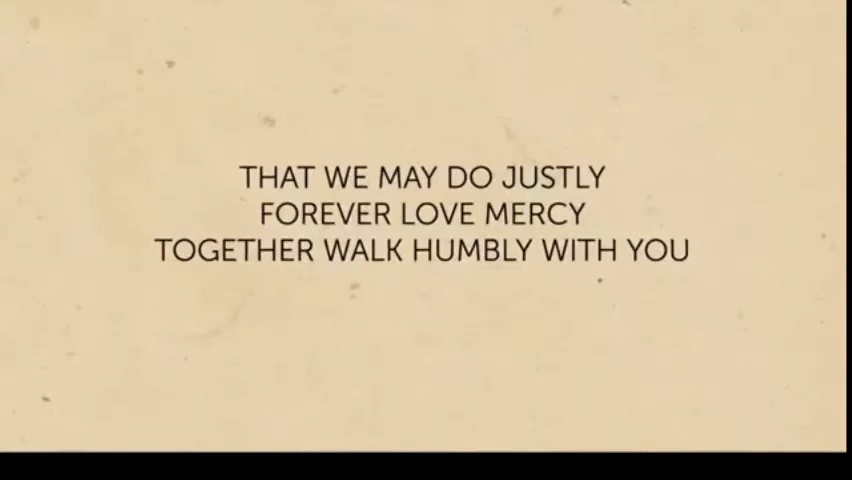 THAT WE MAY DO JUSTLY
FOREVER LOVE MERCY
TOGETHER WALK HUMBLY WITH YOU